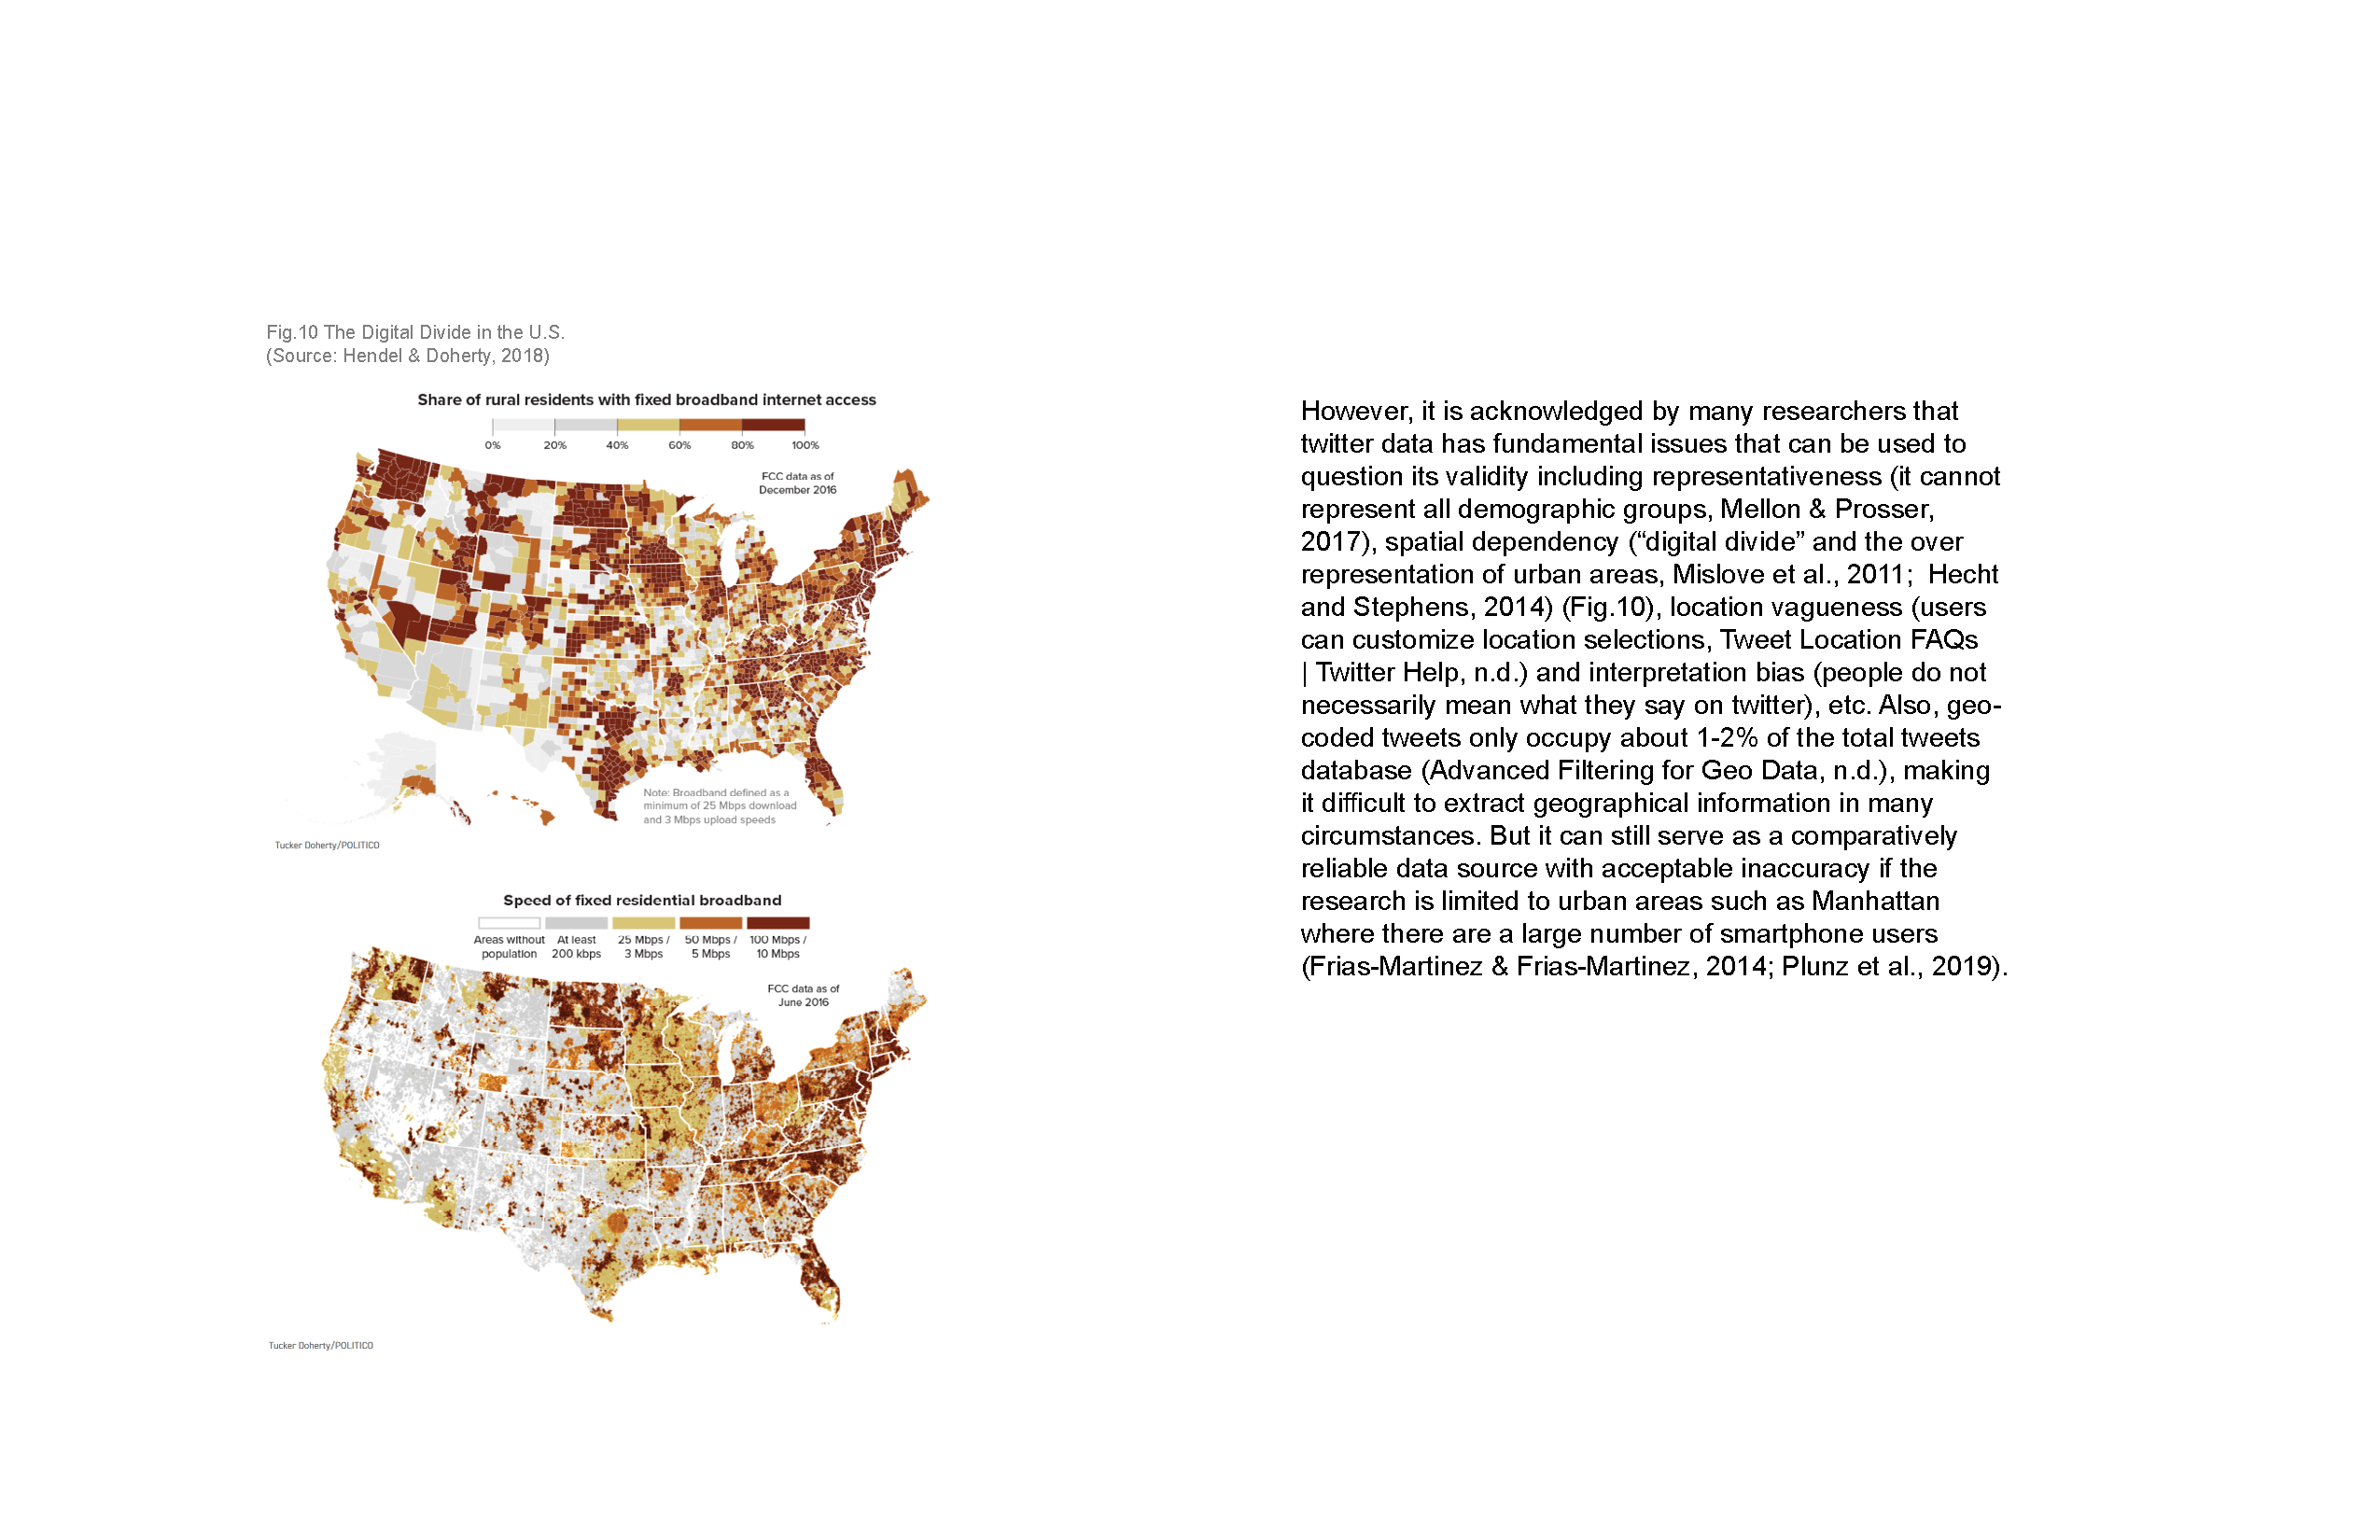 Fig.10 The Digital Divide in the U.S.
(Source: Hendel & Doherty, 2018)
Share of rural residents with fixed broadband internet access
0% 20% 40% 60% 80% 100%
FCC data as of
December 2016
Note: Broadband defined as a
minimum of 25 Mbps download
and 3 Mbps upload speeds
Tucker Doherty/POLITICO
Speed of fixed residential broadband
Areas without At least 25 Mbps / 50 Mbps / 100 Mbps /
population 200 kbps 3 Mbps 5 Mbps 10 Mbps
FCC data as of
June 2016
Tucker Doherty/POLITICO
However, it is acknowledged by many researchers that
twitter data has fundamental issues that can be used to
question its validity including representativeness (it cannot
represent all demographic groups, Mellon & Prosser,
2017), spatial dependency (“digital divide” and the over
representation of urban areas, Mislove et al., 2011;  Hecht
and Stephens, 2014) (Fig.10), location vagueness (users
can customize location selections, Tweet Location FAQs
| Twitter Help, n.d.) and interpretation bias (people do not
necessarily mean what they say on twitter), etc. Also, geo-
coded tweets only occupy about 1-2% of the total tweets
database (Advanced Filtering for Geo Data, n.d.), making
it difficult to extract geographical information in many
circumstances. But it can still serve as a comparatively
reliable data source with acceptable inaccuracy if the
research is limited to urban areas such as Manhattan
where there are a large number of smartphone users
(Frias-Martinez & Frias-Martinez, 2014; Plunz et al., 2019).